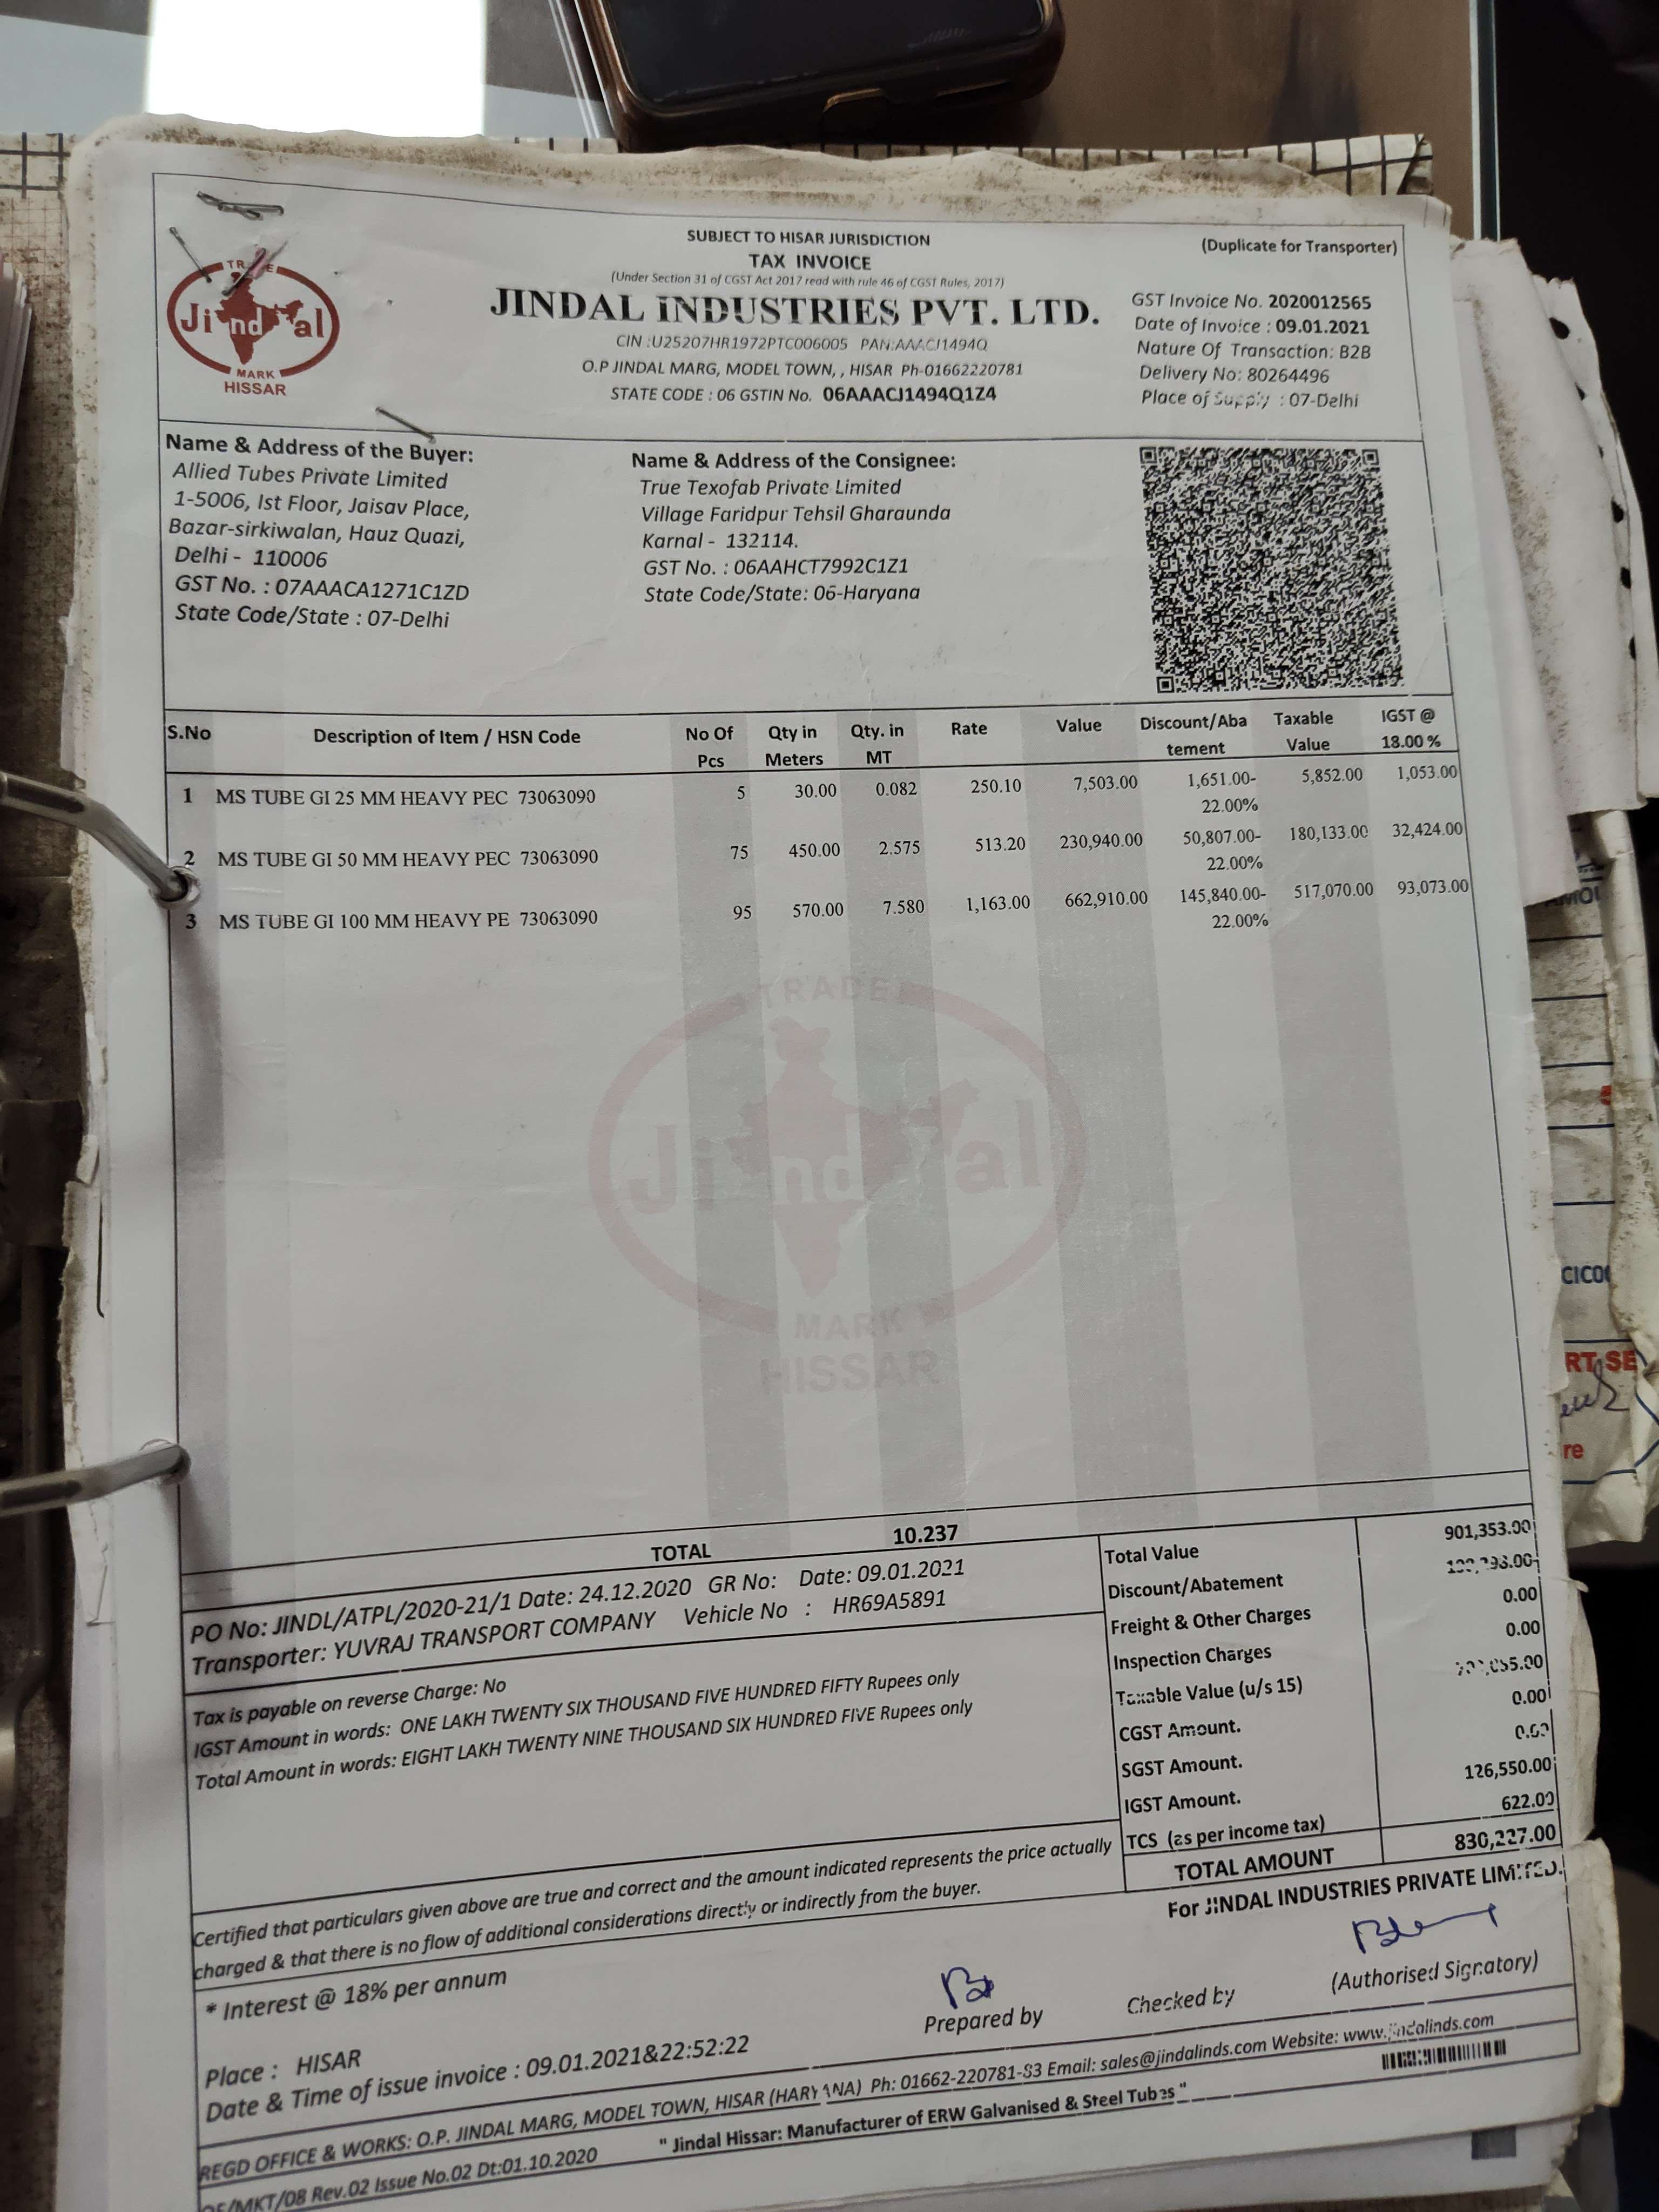 SUBJECT TO HISAR JURISDICTION
(Duplicate for Transporter)
TAX INVOICE
(Under Section 31 of CGST Act 2017 read with rule 46 of CGST Rules, 2017)
JINDAL INDUSTRIES PVT. LTD.
CIN :U25207HR1972PTC006005 PAN:AAACJ1494Q
O.P JINDAL MARG, MODEL TOWN, , HISAR Ph-01662220781
STATE CODE : 06 GSTIN No. 06AAACJ1494Q1Z4
TRADE
Jindal
MARK
HISSAR
GST Invoice No. 2020012565
Date of Invoice : 09.01.2021
Nature Of Transaction: B2B
Delivery No: 80264496
Place of Supply : 07-Delhi
Name & Address of the Buyer:
Allied Tubes Private Limited
1-5006, Ist Floor, Jaisav Place,
Bazar-sirkiwalan, Hauz Quazi,
Delhi - 110006
GST No. : 07AAACA1271C1ZD
State Code/State : 07-Delhi
Name & Address of the Consignee:
True Texofab Private Limited
Village Faridpur Tehsil Gharaunda
Karnal - 132114.
GST No. : 06AAHCT7992C1Z1
State Code/State: 06-Haryana
S.No Description of Item / HSN Code No Of Pcs Qty in Meters Qty. in MT Rate Value Discount/Aba tement Taxable Value IGST @ 18.00 %
1 MS TUBE GI 25 MM HEAVY PEC 73063090 5 30.00 0.082 250.10 7,503.00 1,651.00- 5,852.00 1,053.00
22.00%
2 MS TUBE GI 50 MM HEAVY PEC 73063090 75 450.00 2.575 513.20 230,940.00 50,807.00- 180,133.00 32,424.00
22.00%
3 MS TUBE GI 100 MM HEAVY PE 73063090 95 570.00 7.580 1,163.00 662,910.00 145,840.00- 517,070.00 93,073.00
22.00%
TRADE
Jindal
MARK
HISSAR
TOTAL 10.237
PO No: JINDL/ATPL/2020-21/1 Date: 24.12.2020 GR No: Date: 09.01.2021
Transporter: YUVRAJ TRANSPORT COMPANY Vehicle No : HR69A5891
Tax is payable on reverse Charge: No
IGST Amount in words: ONE LAKH TWENTY SIX THOUSAND FIVE HUNDRED FIFTY Rupees only
Total Amount in words: EIGHT LAKH TWENTY NINE THOUSAND SIX HUNDRED FIVE Rupees only
Total Value 901,353.00
Discount/Abatement
Freight & Other Charges 0.00
Inspection Charges 0.00
Taxable Value (u/s 15)
CGST Amount. 0.00
SGST Amount. 0.00
IGST Amount. 126,550.00
TCS (as per income tax) 622.00
TOTAL AMOUNT 830,227.00
Certified that particulars given above are true and correct and the amount indicated represents the price actually
charged & that there is no flow of additional considerations directly or indirectly from the buyer.
For JINDAL INDUSTRIES PRIVATE LIMITED.
* Interest @ 18% per annum
Prepared by
Checked by
(Authorised Signatory)
Place : HISAR
Date & Time of issue invoice : 09.01.2021&22:52:22
REGD OFFICE & WORKS: O.P. JINDAL MARG, MODEL TOWN, HISAR (HARYANA) Ph: 01662-220781-83 Email: sales@jindalinds.com Website: www.jindalinds.com
" Jindal Hissar: Manufacturer of ERW Galvanised & Steel Tubes "
/MKT/08 Rev.02 Issue No.02 Dt:01.10.2020